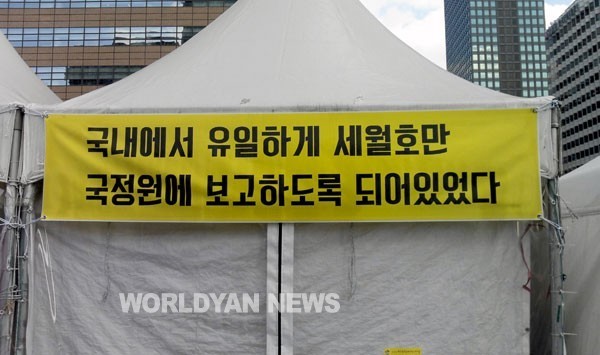 국내에서 유일하게 세월호만
국정원에 보고하도록 되어있었다
WORLDYAN NEWS